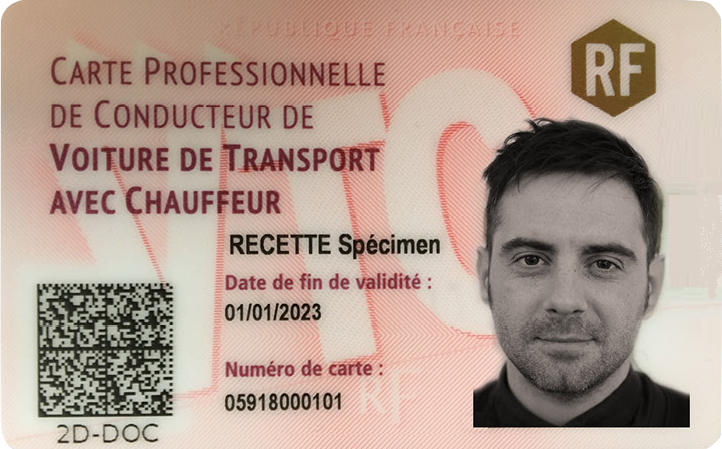 RÉPUBLIQUE FRANÇAISE
RF
CARTE PROFESSIONNELLE
DE CONDUCTEUR DE
VOITURE DE TRANSPORT
AVEC CHAUFFEUR
VTC
RECETTE Spécimen
Date de fin de validité :
01/01/2023
Numéro de carte :
05918000101
RF
2D-DOC